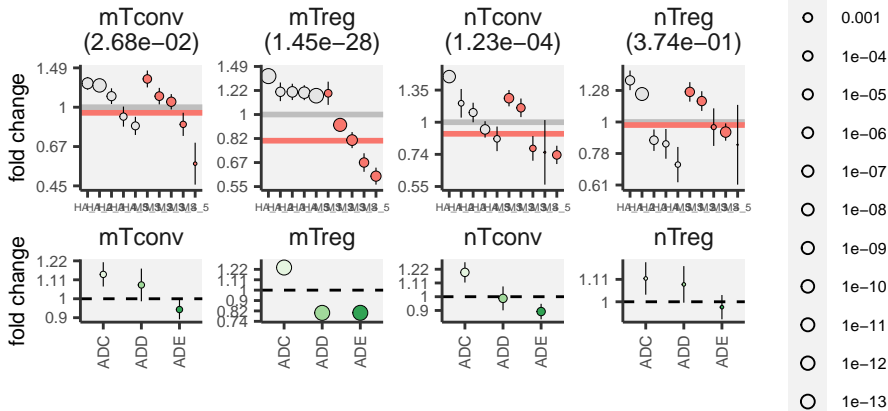 mTconv
(2.68e−02)
mTreg
(1.45e−28)
nTconv
(1.23e−04)
nTreg
(3.74e−01)
fold change
1.49
1
0.67
0.45
1.49
1.22
1
0.82
0.67
0.55
1.35
1
0.74
0.55
1.28
1
0.78
0.61
mTconv
mTreg
nTconv
nTreg
fold change
1.22
1.11
1
0.9
1.22
1.11
1
0.9
0.82
0.74
1.22
1.11
1
0.9
1.11
1
ADC
ADD
ADE
ADC
ADD
ADE
ADC
ADD
ADE
ADC
ADD
ADE
0.001
1e−04
1e−05
1e−06
1e−07
1e−08
1e−09
1e−10
1e−11
1e−12
1e−13